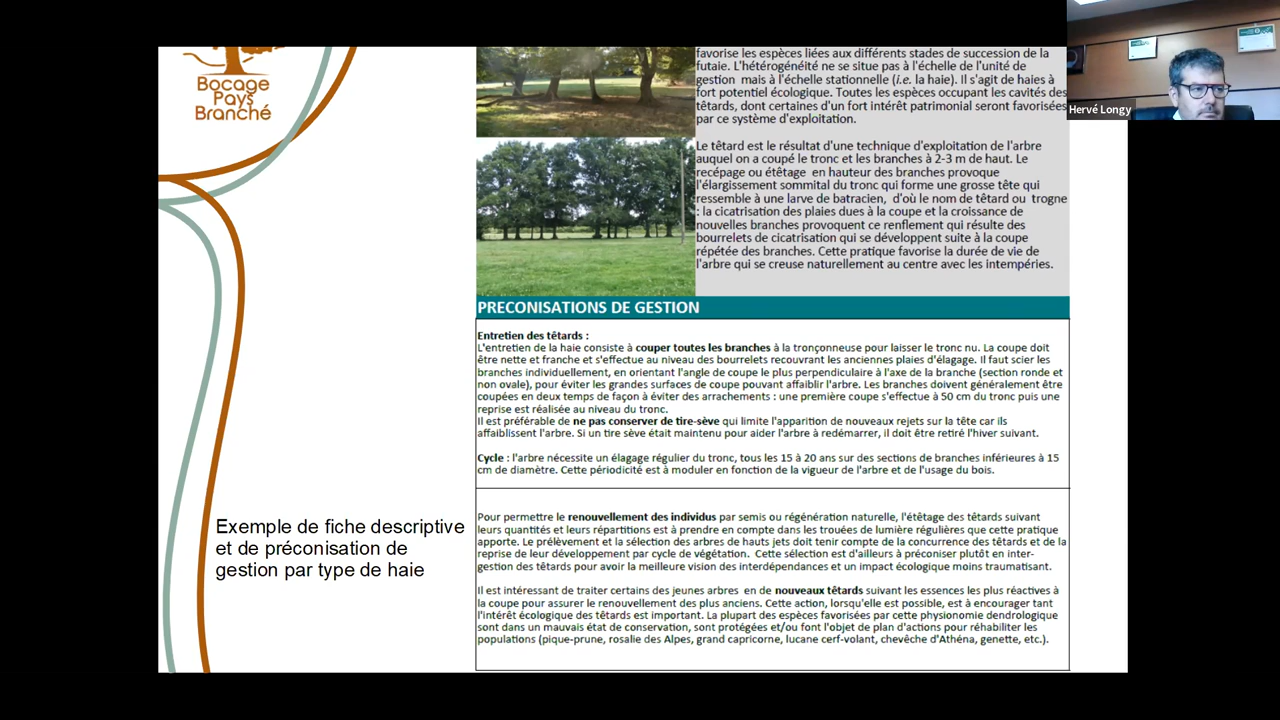 Bocage
Pays
Branché
Exemple de fiche descriptive
et de préconisation de
gestion par type de haie
favorise les espèces liées aux différents stades de succession de la
futaie. L'hétérogénéité ne se situe pas à l'échelle de l'unité de
gestion mais à l'échelle stationnelle (i.e. la haie). Il s'agit de haies à
fort potentiel écologique. Toutes les espèces occupant les cavités des
têtards, dont certaines d'un fort intérêt patrimonial seront favorisées
par ce système d'exploitation.
Le têtard est le résultat d'une technique d'exploitation de l'arbre
auquel on a coupé le tronc et les branches à 2-3 m de haut. Le
recépage ou étêtage en hauteur des branches provoque
l'élargissement sommital du tronc qui forme une grosse tête qui
ressemble à une larve de batracien, d'où le nom de têtard ou trogne
: la cicatrisation des plaies dues à la coupe et la croissance de
nouvelles branches provoquent ce renflement qui résulte des
bourrelets de cicatrisation qui se développent suite à la coupe
répétée des branches. Cette pratique favorise la durée de vie de
l'arbre qui se creuse naturellement au centre avec les intempéries.
PRECONISATIONS DE GESTION
Entretien des têtards :
L'entretien de la haie consiste à couper toutes les branches à la tronçonneuse pour laisser le tronc nu. La coupe doit
être nette et franche et s'effectue au niveau des bourrelets recouvrant les anciennes plaies d'élagage. Il faut scier les
branches individuellement, en orientant l'angle de coupe le plus perpendiculaire à l'axe de la branche (section ronde et
non ovale), pour éviter les grandes surfaces de coupe pouvant affaiblir l'arbre. Les branches doivent généralement être
coupées en deux temps de façon à éviter des arrachements : une première coupe s'effectue à 50 cm du tronc puis une
reprise est réalisée au niveau du tronc.
Il est préférable de ne pas conserver de tire-sève qui limite l'apparition de nouveaux rejets sur la tête car ils
affaiblissent l'arbre. Si un tire sève était maintenu pour aider l'arbre à redémarrer, il doit être retiré l'hiver suivant.
Cycle : l'arbre nécessite un élagage régulier du tronc, tous les 15 à 20 ans sur des sections de branches inférieures à 15
cm de diamètre. Cette périodicité est à moduler en fonction de la vigueur de l'arbre et de l'usage du bois.
Pour permettre le renouvellement des individus par semis ou régénération naturelle, l'étêtage des têtards suivant
leurs quantités et leurs répartitions est à prendre en compte dans les trouées de lumière régulières que cette pratique
apporte. Le prélèvement et la sélection des arbres de hauts jets doit tenir compte de la concurrence des têtards et de la
reprise de leur développement par cycle de végétation. Cette sélection est d'ailleurs à préconiser plutôt en inter-
gestion des têtards pour avoir la meilleure vision des interdépendances et un impact écologique moins traumatisant.
Il est intéressant de traiter certains des jeunes arbres en de nouveaux têtards suivant les essences les plus réactives à
la coupe pour assurer le renouvellement des plus anciens. Cette action, lorsqu'elle est possible, est à encourager tant
l'intérêt écologique des têtards est important. La plupart des espèces favorisées par cette physionomie dendrologique
sont dans un mauvais état de conservation, sont protégées et/ou font l'objet de plan d'actions pour réhabiliter les
populations (pique-prune, rosalie des Alpes, grand capricorne, lucane cerf-volant, chevêche d'Athéna, genette, etc.).
Hervé Longy